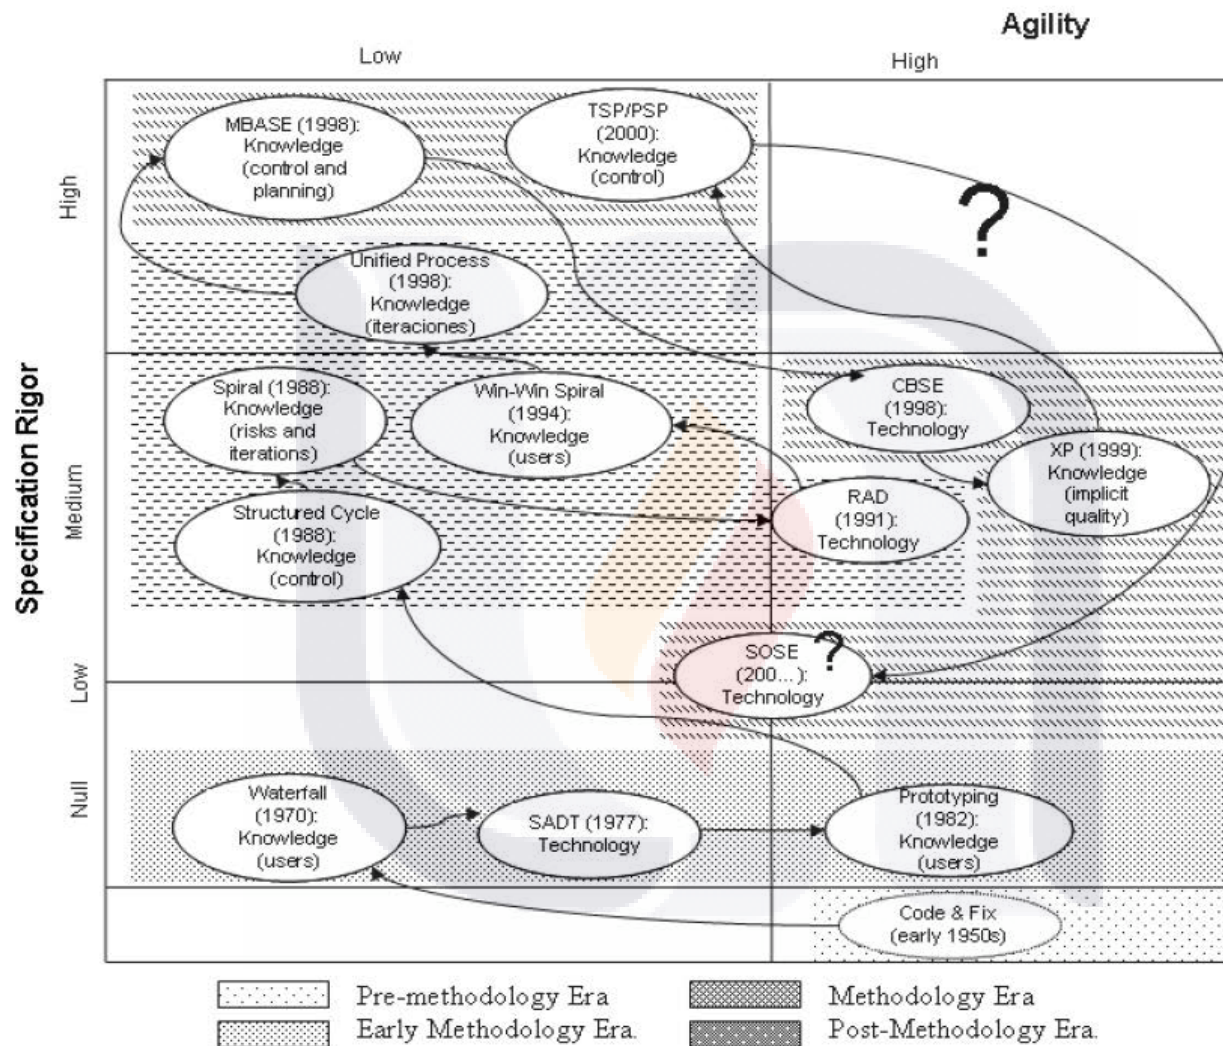 Agility
Low
High
Specification Rigor
High
Medium
Low
Null
MBASE (1998):
Knowledge
(control and
planning)
TSP/PSP
(2000):
Knowledge
(control)
?
Unified Process
(1998):
Knowledge
(iteraciones)
Spiral (1988):
Knowledge
(risks and
iterations)
Win-Win Spiral
(1994):
Knowledge
(users)
CBSE
(1998):
Technology
XP (1999):
Knowledge
(implicit
quality)
Structured Cycle
(1988):
Knowledge
(control)
RAD
(1991):
Technology
SOSE ?
(200...):
Technology
Waterfall
(1970):
Knowledge
(users)
SADT (1977):
Technology
Prototyping
(1982):
Knowledge
(users)
Code & Fix
(early 1950s)
Pre-methodology Era
Methodology Era
Early Methodology Era.
Post-Methodology Era.